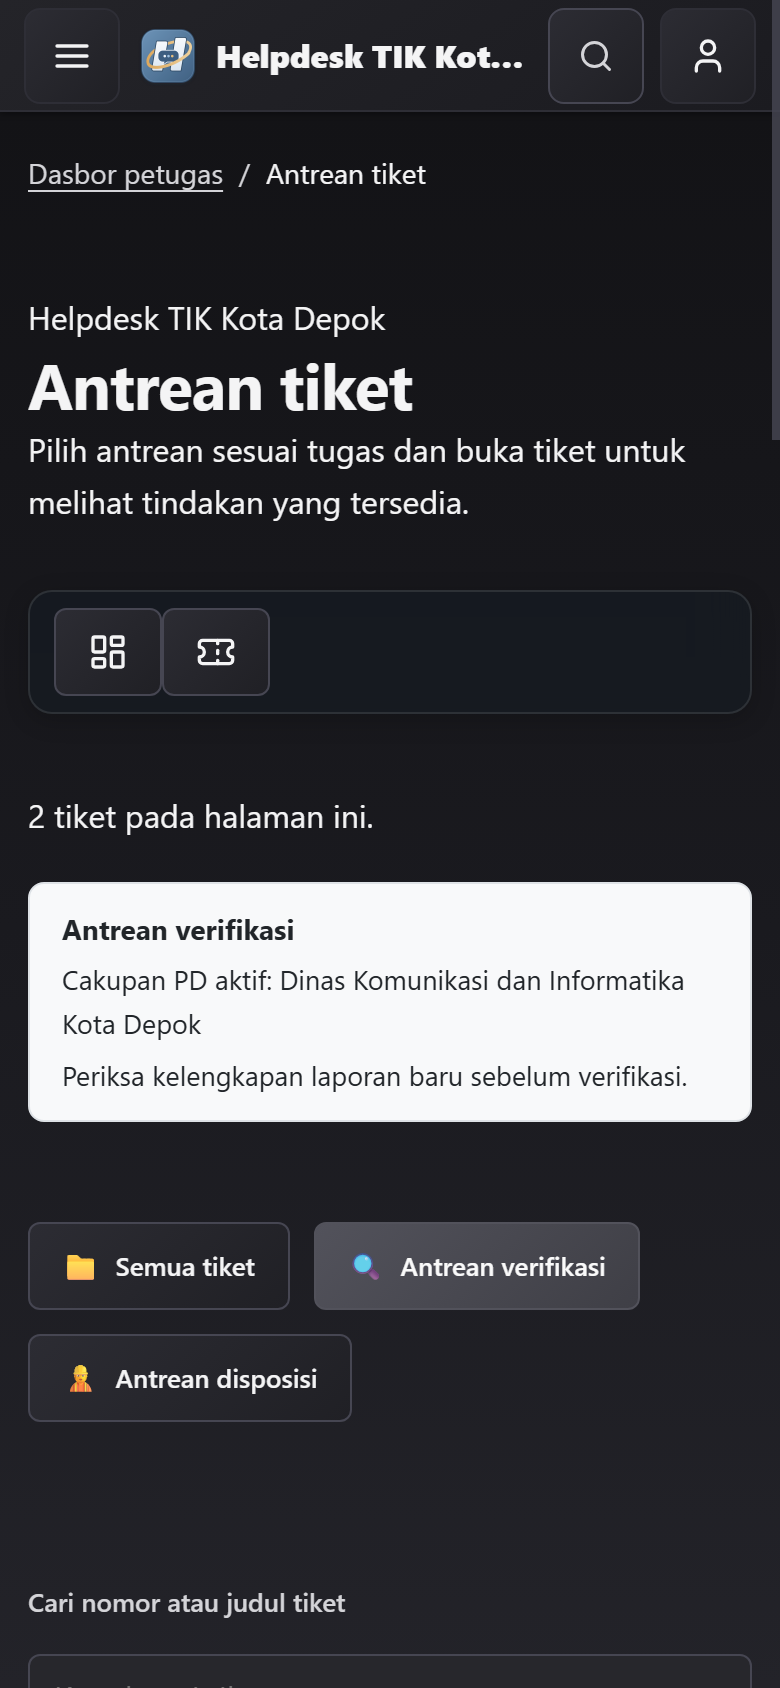 Helpdesk TIK Kot...
Dasbor petugas / Antrean tiket
Helpdesk TIK Kota Depok
Antrean tiket
Pilih antrean sesuai tugas dan buka tiket untuk
melihat tindakan yang tersedia.
2 tiket pada halaman ini.
Antrean verifikasi
Cakupan PD aktif: Dinas Komunikasi dan Informatika
Kota Depok
Periksa kelengkapan laporan baru sebelum verifikasi.
Semua tiket
Antrean verifikasi
Antrean disposisi
Cari nomor atau judul tiket